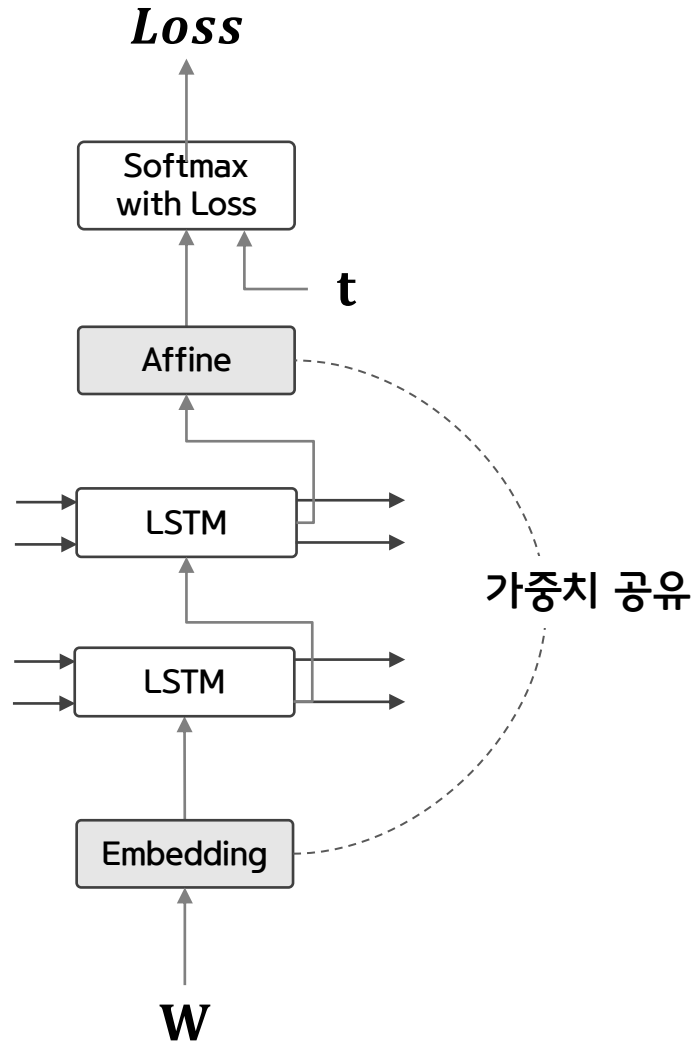 Loss
Softmax
with Loss
t
Affine
LSTM
가중치 공유
LSTM
Embedding
W